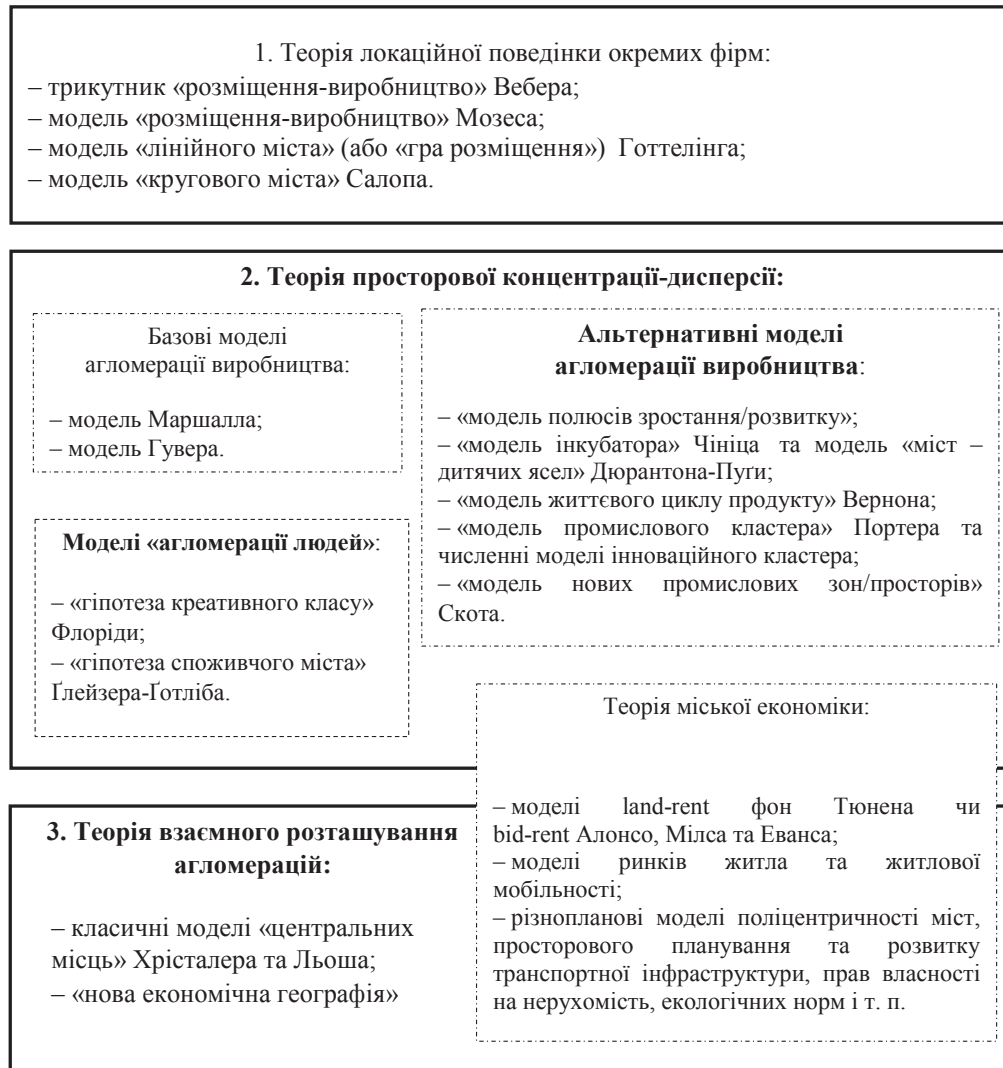 1. Теорія локаційної поведінки окремих фірм:
– трикутник «розміщення-виробництво» Вебера;
– модель «розміщення-виробництво» Мозеса;
– модель «лінійного міста» (або «гра розміщення») Готтелінга;
– модель «кругового міста» Салопа.
2. Теорія просторової концентрації-дисперсії:
Базові моделі
агломерації виробництва:
– модель Маршалла;
– модель Гувера.
Альтернативні моделі
агломерації виробництва:
– «модель полюсів зростання/розвитку»;
– «модель інкубатора» Чініца та модель «міст –
дитячих ясел» Дюрантона-Пуґи;
– «модель життєвого циклу продукту» Вернона;
– «модель промислового кластера» Портера та
численні моделі інноваційного кластера;
– «модель нових промислових зон/просторів»
Скота.
Моделі «агломерації людей»:
– «гіпотеза креативного класу»
Флоріди;
– «гіпотеза споживчого міста»
Ґлейзера-Ґотліба.
Теорія міської економіки:
– моделі land-rent фон Тюнена чи
bid-rent Алонсо, Мілса та Еванса;
– моделі ринків житла та житлової
мобільності;
– різнопланові моделі поліцентричності міст,
просторового планування та розвитку
транспортної інфраструктури, прав власності
на нерухомість, екологічних норм і т. п.
3. Теорія взаємного розташування
агломерацій:
– класичні моделі «центральних
місць» Хрісталера та Льоша;
– «нова економічна географія»